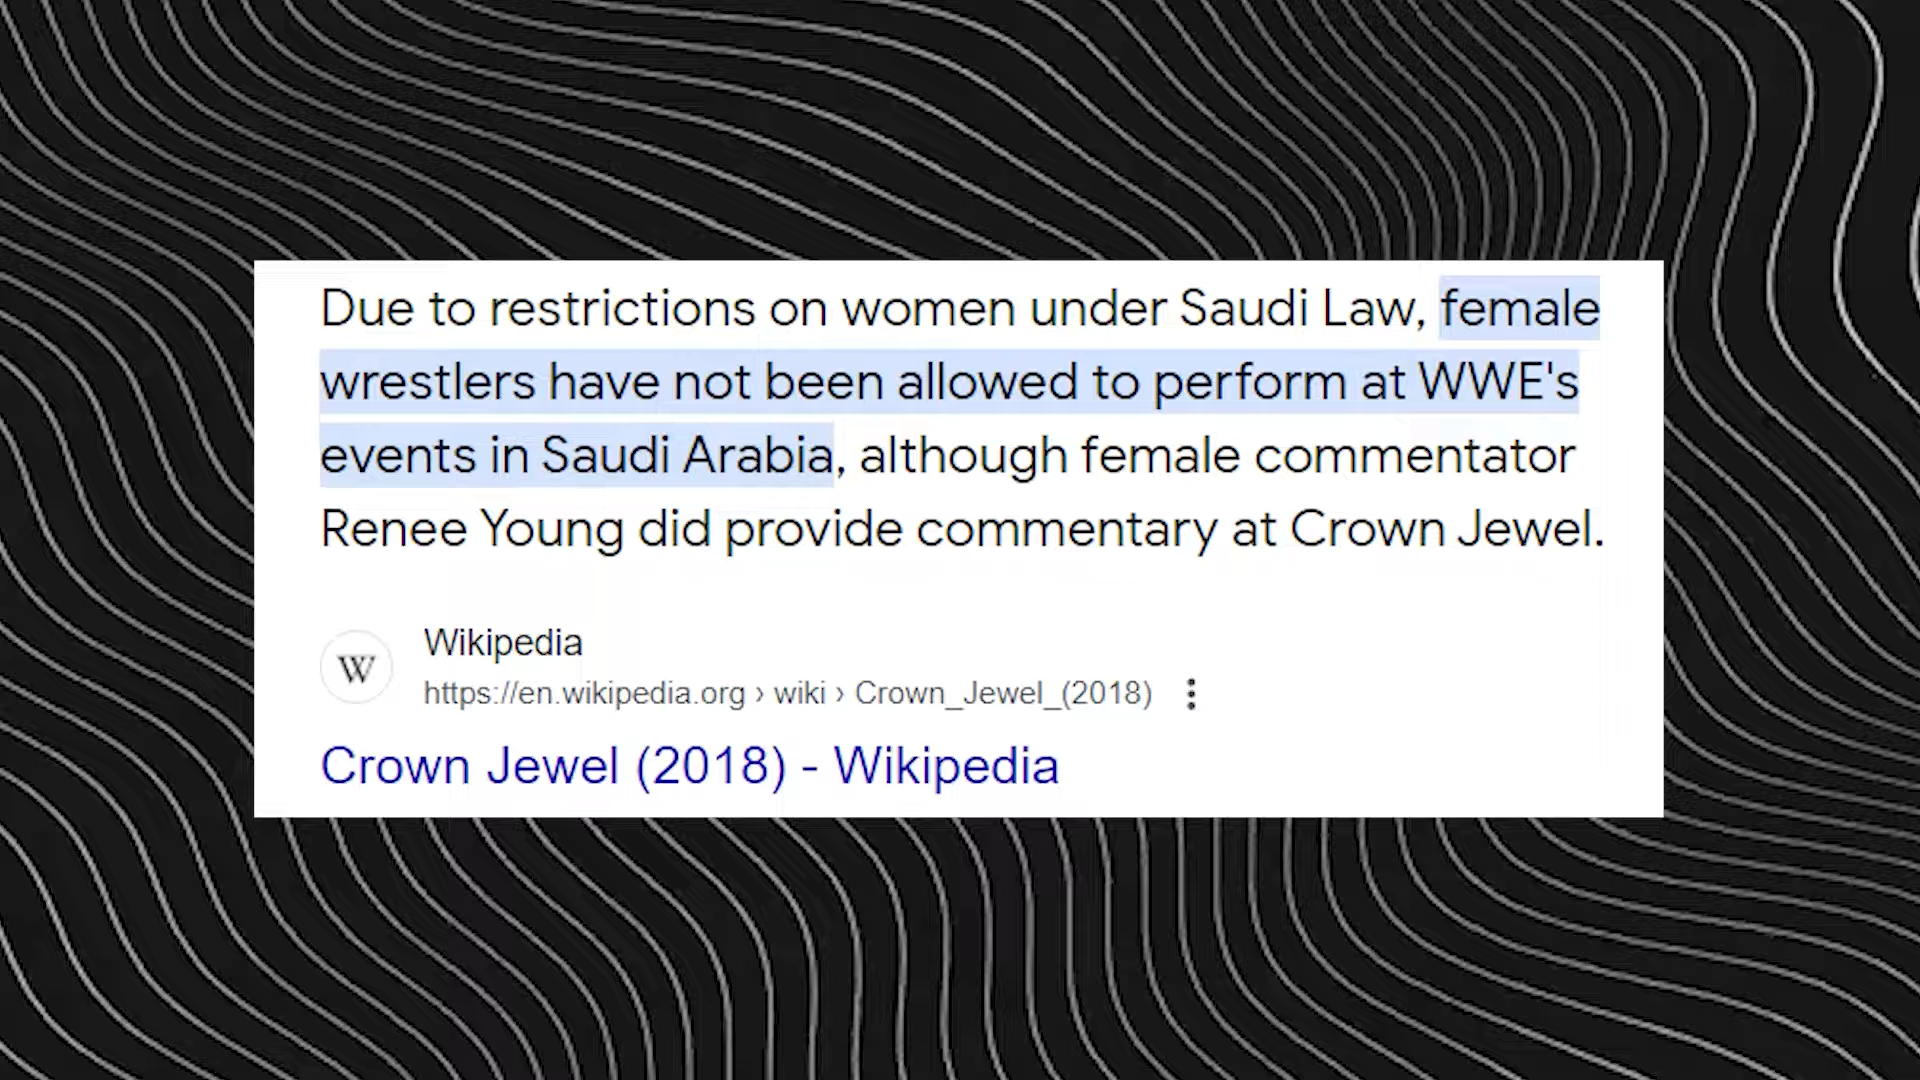 Due to restrictions on women under Saudi Law, female
wrestlers have not been allowed to perform at WWE's
events in Saudi Arabia, although female commentator
Renee Young did provide commentary at Crown Jewel.
W
Wikipedia
https://en.wikipedia.org › wiki › Crown_Jewel_(2018)
Crown Jewel (2018) - Wikipedia